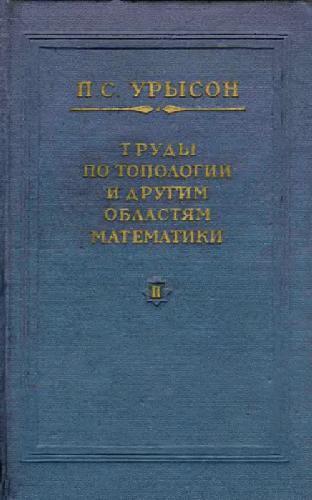 П. С. УРЫСОН
ТРУДЫ
ПО ТОПОЛОГИИ
И ДРУГИМ
ОБЛАСТЯМ
МАТЕМАТИКИ
II